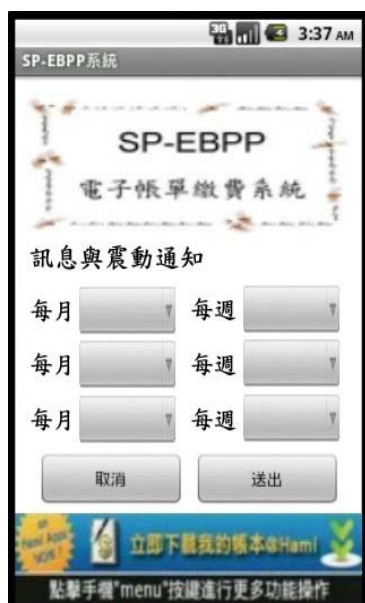 3G 3:37 AM
SP-EBPP系統
SP-EBPP
電子帳單繳費系統
訊息與震動通知
每月 每週
每月 每週
每月 每週
取消 送出
立即下載我的帳本@Hami
點擊手機"menu"按鍵進行更多功能操作